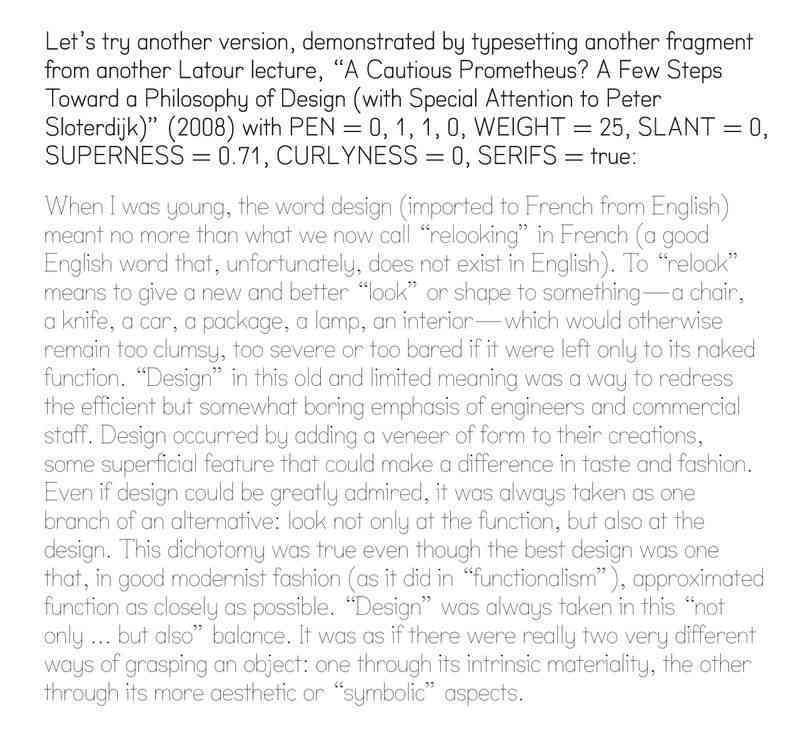 Let's try another version, demonstrated by typesetting another fragment
from another Latour lecture, “A Cautious Prometheus? A Few Steps
Toward a Philosophy of Design (with Special Attention to Peter
Sloterdijk)” (2008) with PEN = 0, 1, 1, 0, WEIGHT = 25, SLANT = 0,
SUPERNESS = 0.71, CURLYNESS = 0, SERIFS = true:
When I was young, the word design (imported to French from English)
meant no more than what we now call “relooking” in French (a good
English word that, unfortunately, does not exist in English). To “relook”
means to give a new and better “look” or shape to something—a chair,
a knife, a car, a package, a lamp, an interior—which would otherwise
remain too clumsy, too severe or too bared if it were left only to its naked
function. “Design” in this old and limited meaning was a way to redress
the efficient but somewhat boring emphasis of engineers and commercial
staff. Design occurred by adding a veneer of form to their creations,
some superficial feature that could make a difference in taste and fashion.
Even if design could be greatly admired, it was always taken as one
branch of an alternative: look not only at the function, but also at the
design. This dichotomy was true even though the best design was one
that, in good modernist fashion (as it did in “functionalism”), approximated
function as closely as possible. “Design” was always taken in this “not
only ... but also” balance. It was as if there were really two very different
ways of grasping an object: one through its intrinsic materiality, the other
through its more aesthetic or “symbolic” aspects.